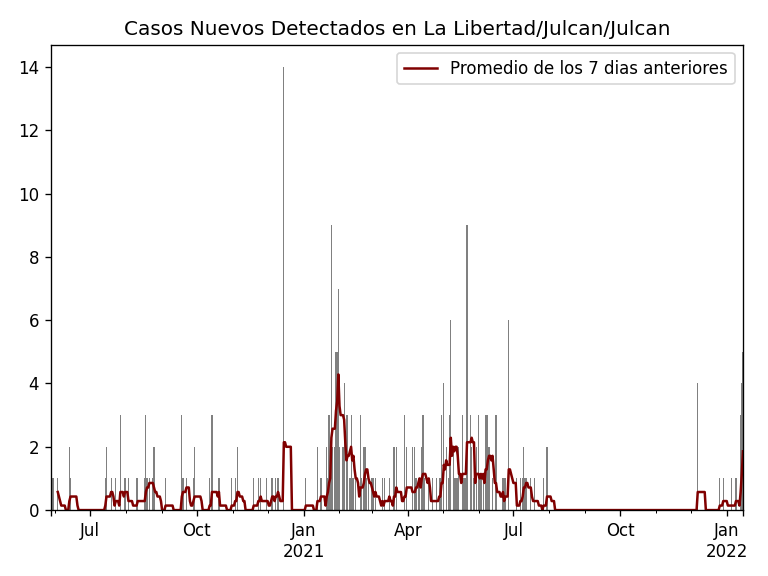 Casos Nuevos Detectados en La Libertad/Julcan/Julcan
Promedio de los 7 dias anteriores
14
12
10
8
6
4
2
0
Jul
Oct
Jan
2021
Apr
Jul
Oct
Jan
2022